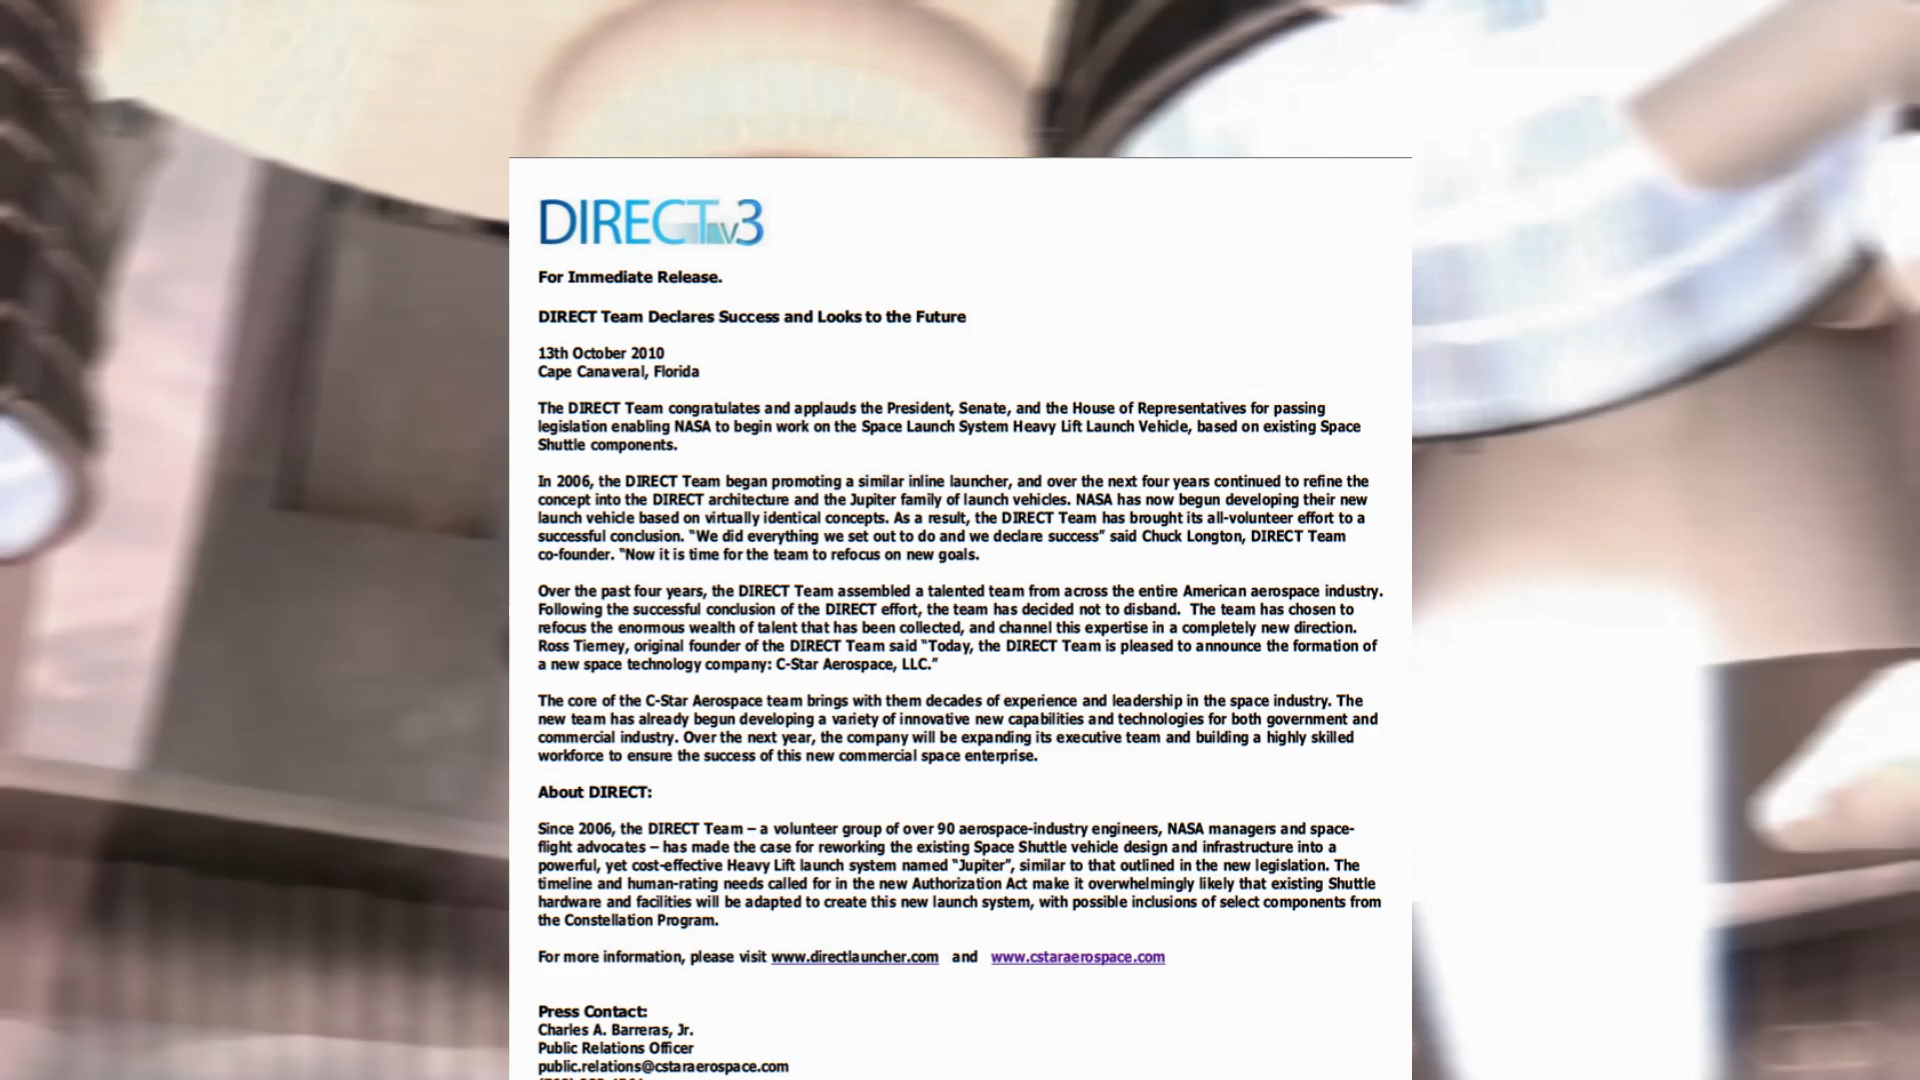 DIRECTv3
For Immediate Release.
DIRECT Team Declares Success and Looks to the Future
13th October 2010
Cape Canaveral, Florida
The DIRECT Team congratulates and applauds the President, Senate, and the House of Representatives for passing
legislation enabling NASA to begin work on the Space Launch System Heavy Lift Launch Vehicle, based on existing Space
Shuttle components.
In 2006, the DIRECT Team began promoting a similar inline launcher, and over the next four years continued to refine the
concept into the DIRECT architecture and the Jupiter family of launch vehicles. NASA has now begun developing their new
launch vehicle based on virtually identical concepts. As a result, the DIRECT Team has brought its all-volunteer effort to a
successful conclusion. “We did everything we set out to do and we declare success” said Chuck Longton, DIRECT Team
co-founder. “Now it is time for the team to refocus on new goals.
Over the past four years, the DIRECT Team assembled a talented team from across the entire American aerospace industry.
Following the successful conclusion of the DIRECT effort, the team has decided not to disband.  The team has chosen to
refocus the enormous wealth of talent that has been collected, and channel this expertise in a completely new direction.
Ross Tierney, original founder of the DIRECT Team said “Today, the DIRECT Team is pleased to announce the formation of
a new space technology company: C-Star Aerospace, LLC.”
The core of the C-Star Aerospace team brings with them decades of experience and leadership in the space industry. The
new team has already begun developing a variety of innovative new capabilities and technologies for both government and
commercial industry. Over the next year, the company will be expanding its executive team and building a highly skilled
workforce to ensure the success of this new commercial space enterprise.
About DIRECT:
Since 2006, the DIRECT Team – a volunteer group of over 90 aerospace-industry engineers, NASA managers and space-
flight advocates – has made the case for reworking the existing Space Shuttle vehicle design and infrastructure into a
powerful, yet cost-effective Heavy Lift launch system named “Jupiter”, similar to that outlined in the new legislation. The
timeline and human-rating needs called for in the new Authorization Act make it overwhelmingly likely that existing Shuttle
hardware and facilities will be adapted to create this new launch system, with possible inclusions of select components from
the Constellation Program.
For more information, please visit www.directlauncher.com and www.cstaraerospace.com
Press Contact:
Charles A. Barreras, Jr.
Public Relations Officer
public.relations@cstaraerospace.com